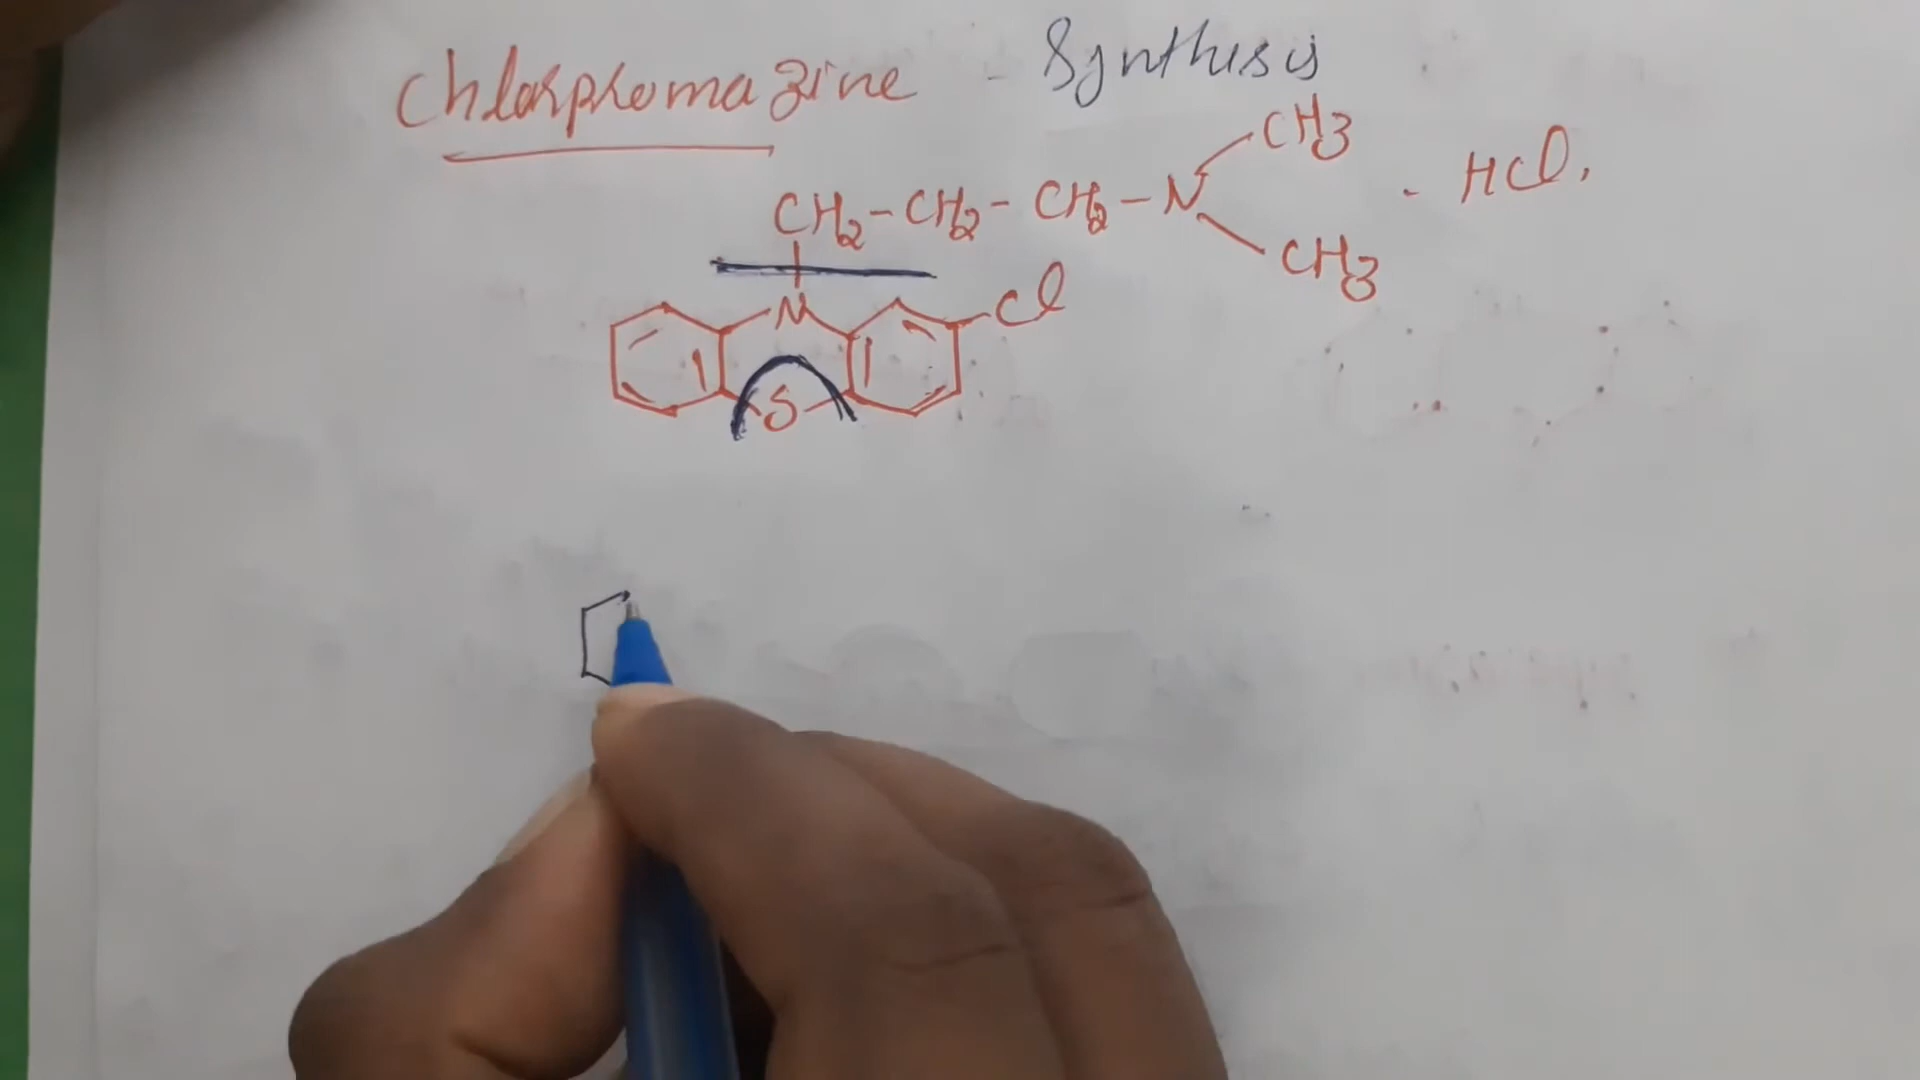 Chlorpromazine - Synthesis
CH3
CH2-CH2-CH2-N - HCl,
CH3
N Cl
S